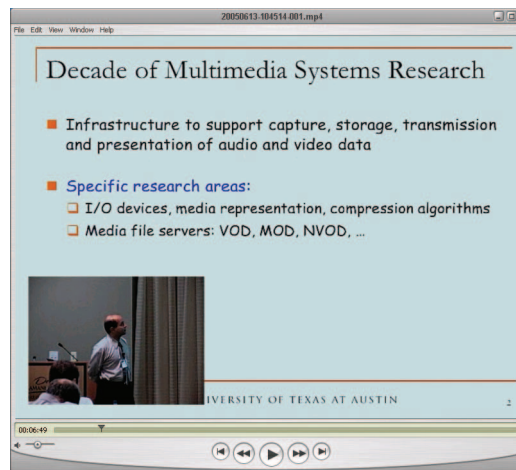 20050613-104514-001.mp4
File Edit View Window Help
Decade of Multimedia Systems Research
Infrastructure to support capture, storage, transmission
and presentation of audio and video data
Specific research areas:
I/O devices, media representation, compression algorithms
Media file servers: VOD, MOD, NVOD, …
IVERSITY OF TEXAS AT AUSTIN
2
00:06:49